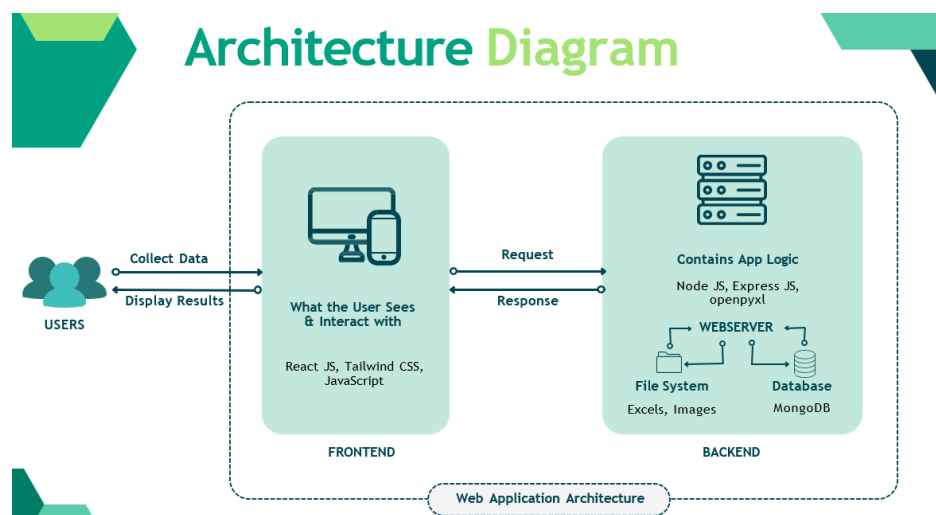 Architecture Diagram
Collect Data
Display Results
USERS
What the User Sees
& Interact with
React JS, Tailwind CSS,
JavaScript
FRONTEND
Request
Response
Contains App Logic
Node JS, Express JS,
openpyxl
WEBSERVER
File System
Excels, Images
Database
MongoDB
BACKEND
Web Application Architecture